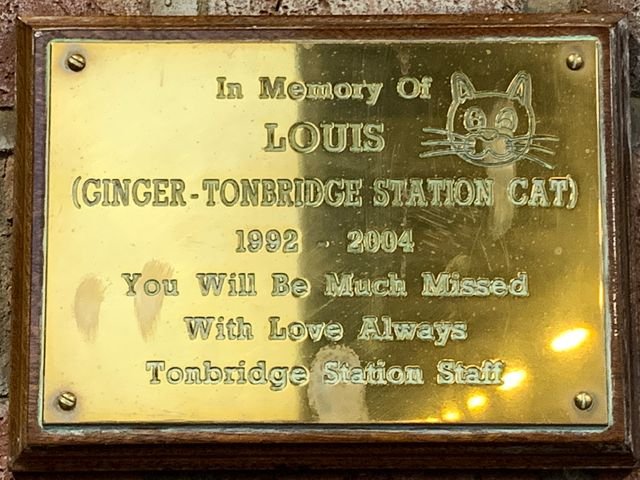 In Memory Of
LOUIS
(GINGER-TONBRIDGE STATION CAT)
1992 - 2004
You Will Be Much Missed
With Love Always
Tonbridge Station Staff